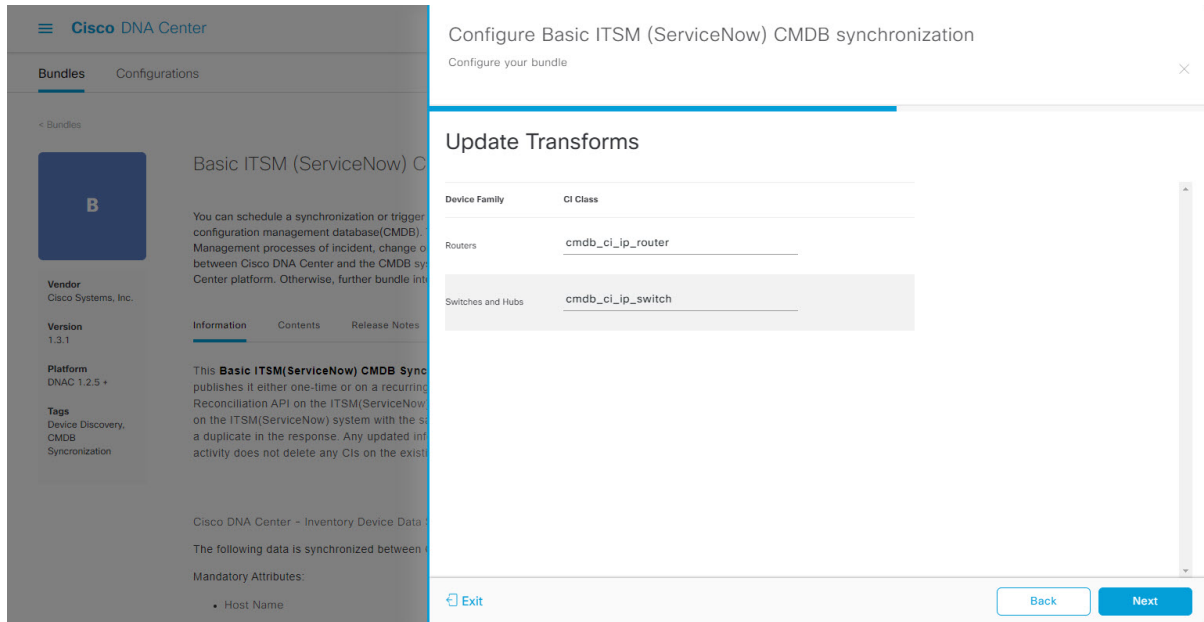 Cisco DNA Center
Bundles Configurations
< Bundles
B
Vendor
Cisco Systems, Inc.
Version
1.3.1
Platform
DNAC 1.2.5 +
Tags
Device Discovery,
CMDB
Syncronization
Basic ITSM (ServiceNow) C
You can schedule a synchronization or trigger
configuration management database(CMDB).
Management processes of incident, change o
between Cisco DNA Center and the CMDB sy
Center platform. Otherwise, further bundle int
Information Contents Release Notes
This Basic ITSM(ServiceNow) CMDB Sync
publishes it either one-time or on a recurring
Reconciliation API on the ITSM(ServiceNow
on the ITSM(ServiceNow) system with the sa
a duplicate in the response. Any updated inf
activity does not delete any CIs on the exist
Cisco DNA Center - Inventory Device Data
The following data is synchronized between
Mandatory Attributes:
• Host Name
Configure Basic ITSM (ServiceNow) CMDB synchronization
Configure your bundle
Update Transforms
Device Family CI Class
Routers cmdb_ci_ip_router
Switches and Hubs cmdb_ci_ip_switch
Exit Back Next